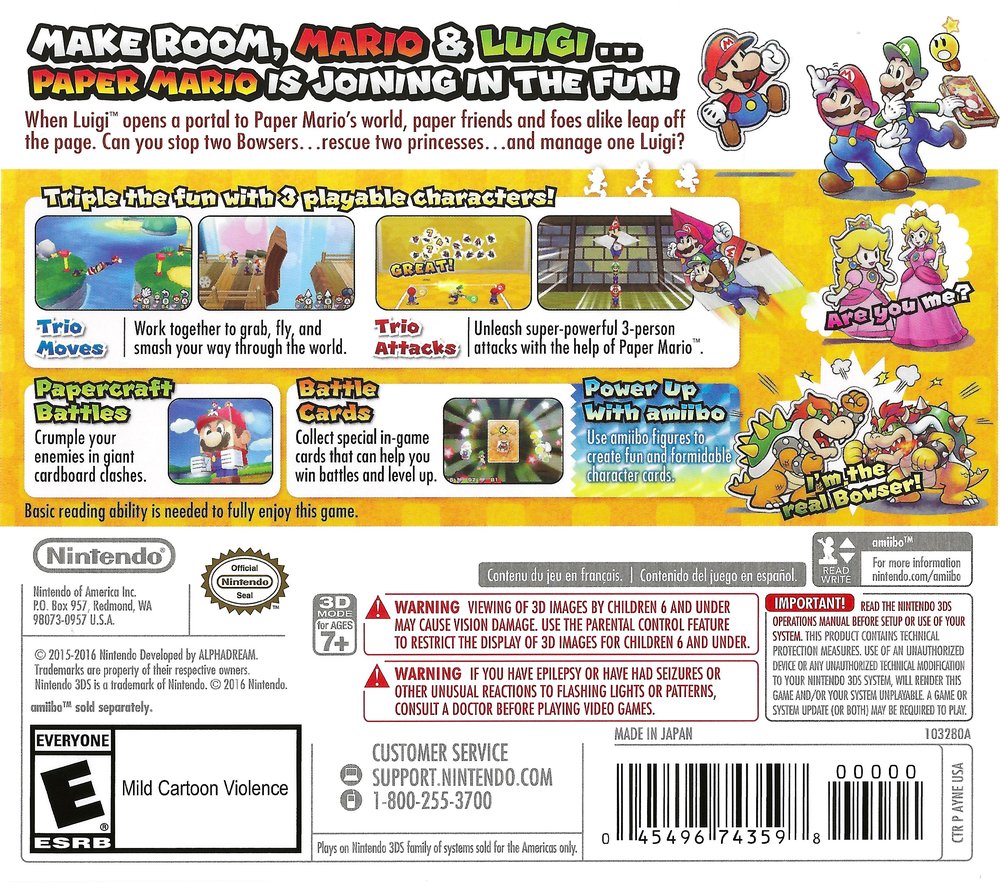 MAKE ROOM, MARIO & LUIGI...
PAPER MARIO IS JOINING IN THE FUN!
When Luigi™ opens a portal to Paper Mario's world, paper friends and foes alike leap off
the page. Can you stop two Bowsers...rescue two princesses...and manage one Luigi?
Triple the fun with 3 playable characters!
GREAT!
Trio
Moves
Work together to grab, fly, and
smash your way through the world.
Trio
Attacks
Unleash super-powerful 3-person
attacks with the help of Paper Mario™.
Are you me?
Papercraft
Battles
Crumple your
enemies in giant
cardboard clashes.
Battle
Cards
Collect special in-game
cards that can help you
win battles and level up.
Power Up
With amiibo
Use amiibo figures to
create fun and formidable
character cards.
I'm the
real Bowser!
Basic reading ability is needed to fully enjoy this game.
Nintendo®
Nintendo of America Inc.
P.O. Box 957, Redmond, WA
98073-0957 U.S.A.
Official
Nintendo
Seal
™
Contenu du jeu en français. | Contenido del juego en español.
READ
WRITE
amiibo™
For more information
nintendo.com/amiibo
© 2015-2016 Nintendo Developed by ALPHADREAM.
Trademarks are property of their respective owners.
Nintendo 3DS is a trademark of Nintendo. © 2016 Nintendo.
amiibo™ sold separately.
3D
MODE
for AGES
7+
WARNING VIEWING OF 3D IMAGES BY CHILDREN 6 AND UNDER
MAY CAUSE VISION DAMAGE. USE THE PARENTAL CONTROL FEATURE
TO RESTRICT THE DISPLAY OF 3D IMAGES FOR CHILDREN 6 AND UNDER.
WARNING IF YOU HAVE EPILEPSY OR HAVE HAD SEIZURES OR
OTHER UNUSUAL REACTIONS TO FLASHING LIGHTS OR PATTERNS,
CONSULT A DOCTOR BEFORE PLAYING VIDEO GAMES.
IMPORTANT! READ THE NINTENDO 3DS
OPERATIONS MANUAL BEFORE SETUP OR USE OF YOUR
SYSTEM. THIS PRODUCT CONTAINS TECHNICAL
PROTECTION MEASURES. USE OF AN UNAUTHORIZED
DEVICE OR ANY UNAUTHORIZED TECHNICAL MODIFICATION
TO YOUR NINTENDO 3DS SYSTEM, WILL RENDER THIS
GAME AND/OR YOUR SYSTEM UNPLAYABLE. A GAME OR
SYSTEM UPDATE (OR BOTH) MAY BE REQUIRED TO PLAY.
EVERYONE
E
®
ESRB
Mild Cartoon Violence
CUSTOMER SERVICE
SUPPORT.NINTENDO.COM
1-800-255-3700
Plays on Nintendo 3DS family of systems sold for the Americas only.
MADE IN JAPAN
103280A
00000
0 45496 74359 8
CTR P AYNE USA